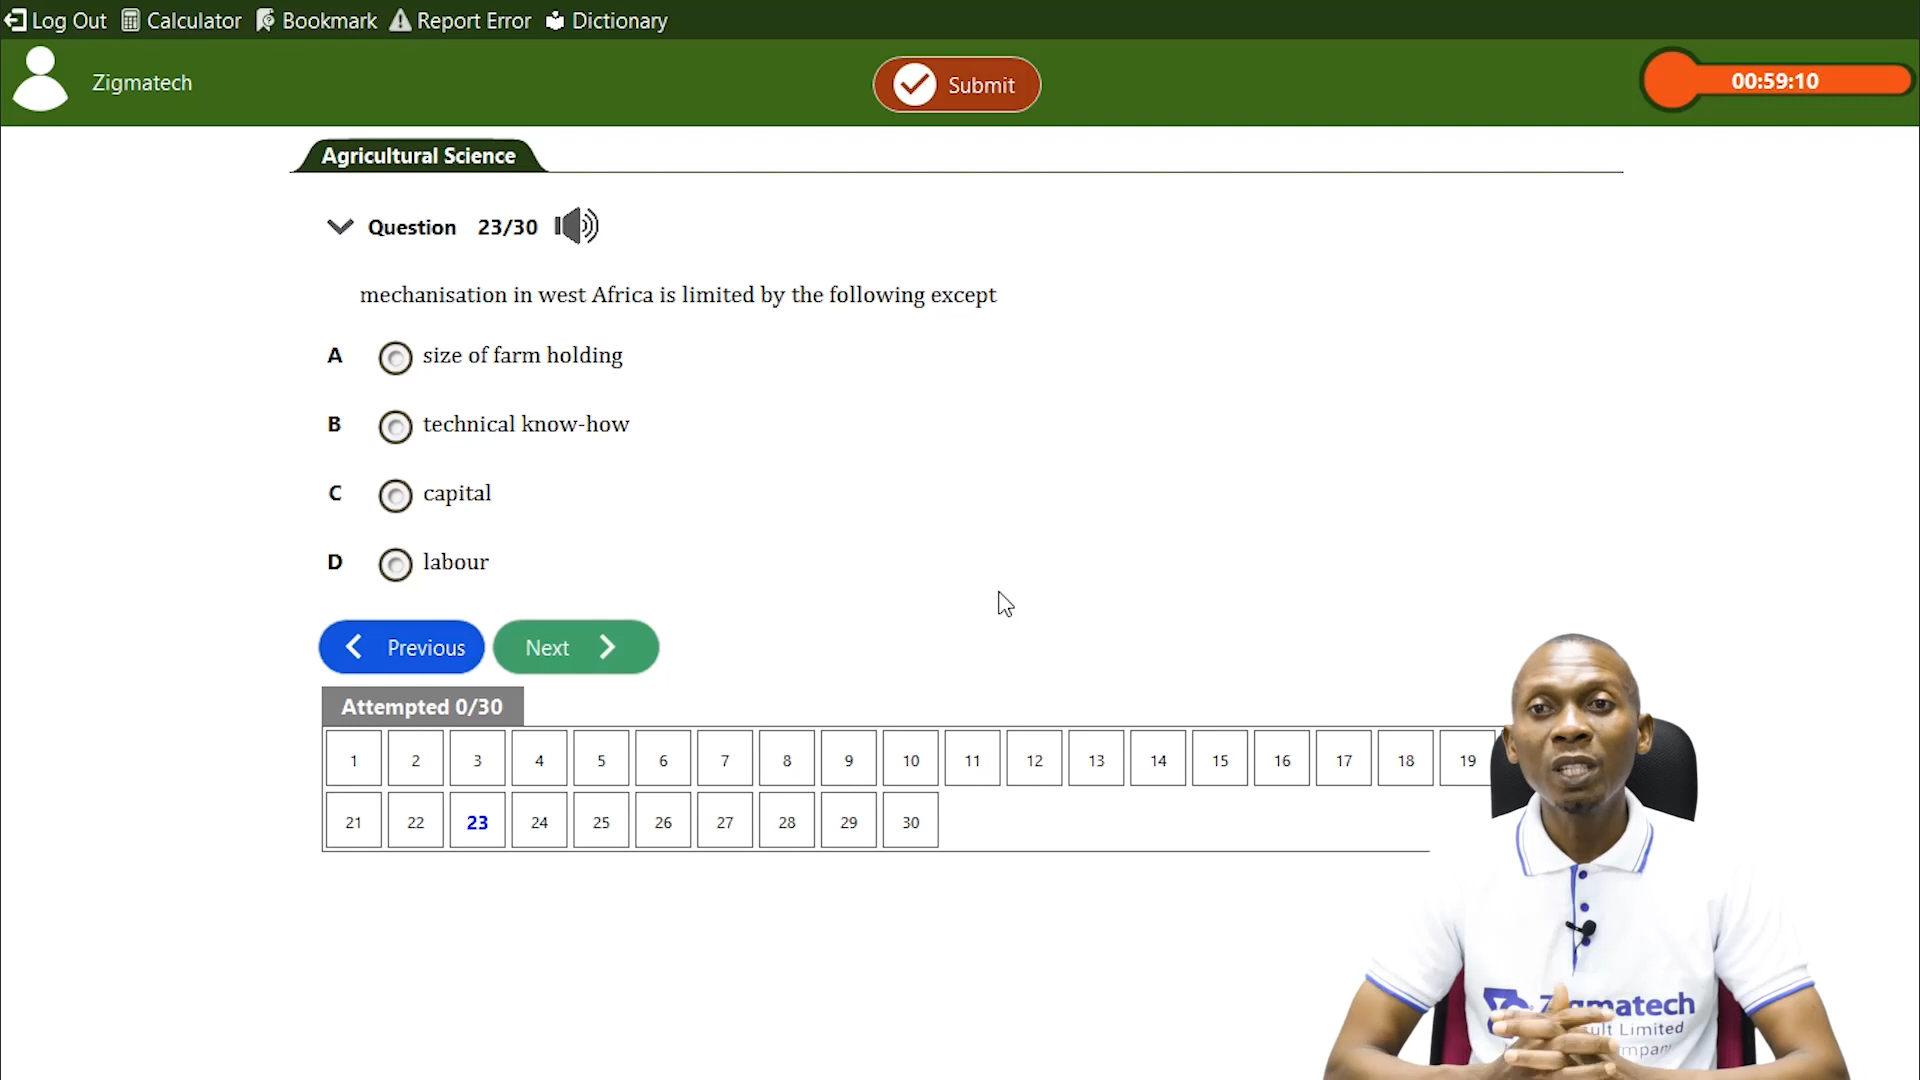 Log Out Calculator Bookmark Report Error Dictionary
Zigmatech
Submit
00:59:10
Agricultural Science
Question 23/30
mechanisation in west Africa is limited by the following except
A size of farm holding
B technical know-how
C capital
D labour
Previous Next
Attempted 0/30
1 2 3 4 5 6 7 8 9 10 11 12 13 14 15 16 17 18 19
21 22 23 24 25 26 27 28 29 30
Zigmatech
Limited